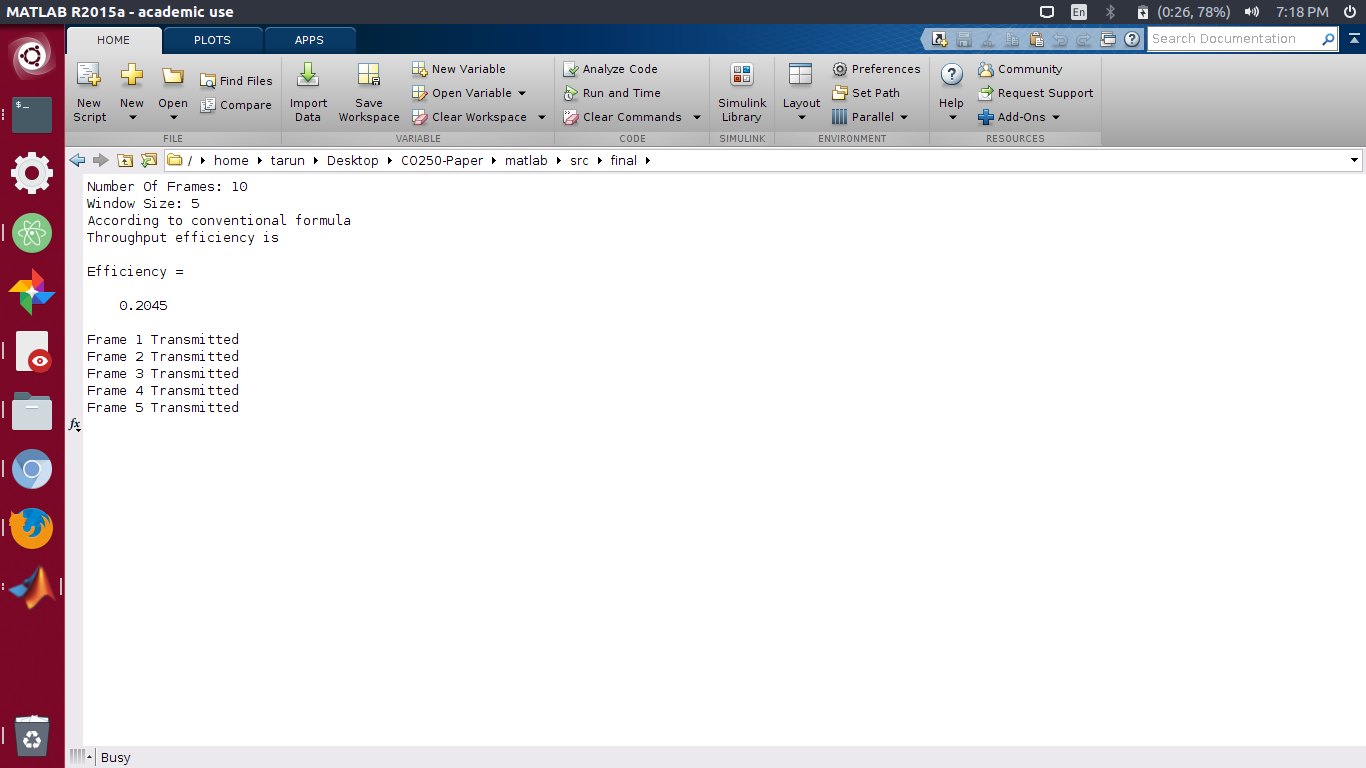 MATLAB R2015a - academic use
En
(0:26, 78%)
7:18 PM
HOME
PLOTS
APPS
Search Documentation
New Script
New
Open
Find Files
Compare
FILE
Import Data
Save Workspace
New Variable
Open Variable
Clear Workspace
VARIABLE
Analyze Code
Run and Time
Clear Commands
CODE
Simulink Library
SIMULINK
Layout
Preferences
Set Path
Parallel
ENVIRONMENT
Help
Community
Request Support
Add-Ons
RESOURCES
/ home tarun Desktop CO250-Paper matlab src final
Number Of Frames: 10
Window Size: 5
According to conventional formula
Throughput efficiency is
Efficiency =
0.2045
Frame 1 Transmitted
Frame 2 Transmitted
Frame 3 Transmitted
Frame 4 Transmitted
Frame 5 Transmitted
fx
Busy